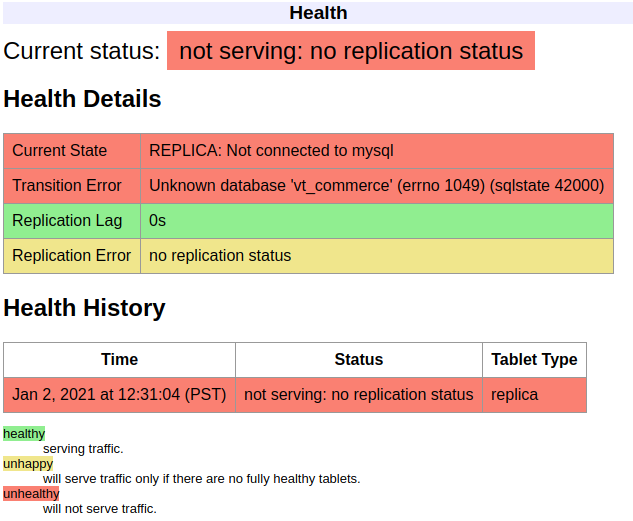 Health
Current status: not serving: no replication status
Health Details
Current State REPLICA: Not connected to mysql
Transition Error Unknown database 'vt_commerce' (errno 1049) (sqlstate 42000)
Replication Lag 0s
Replication Error no replication status
Health History
Time Status Tablet Type
Jan 2, 2021 at 12:31:04 (PST) not serving: no replication status replica
healthy
serving traffic.
unhappy
will serve traffic only if there are no fully healthy tablets.
unhealthy
will not serve traffic.